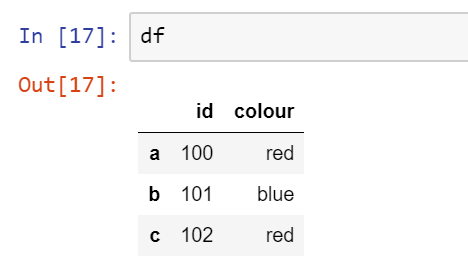 In [17]: df
Out[17]:
id colour
a 100 red
b 101 blue
c 102 red